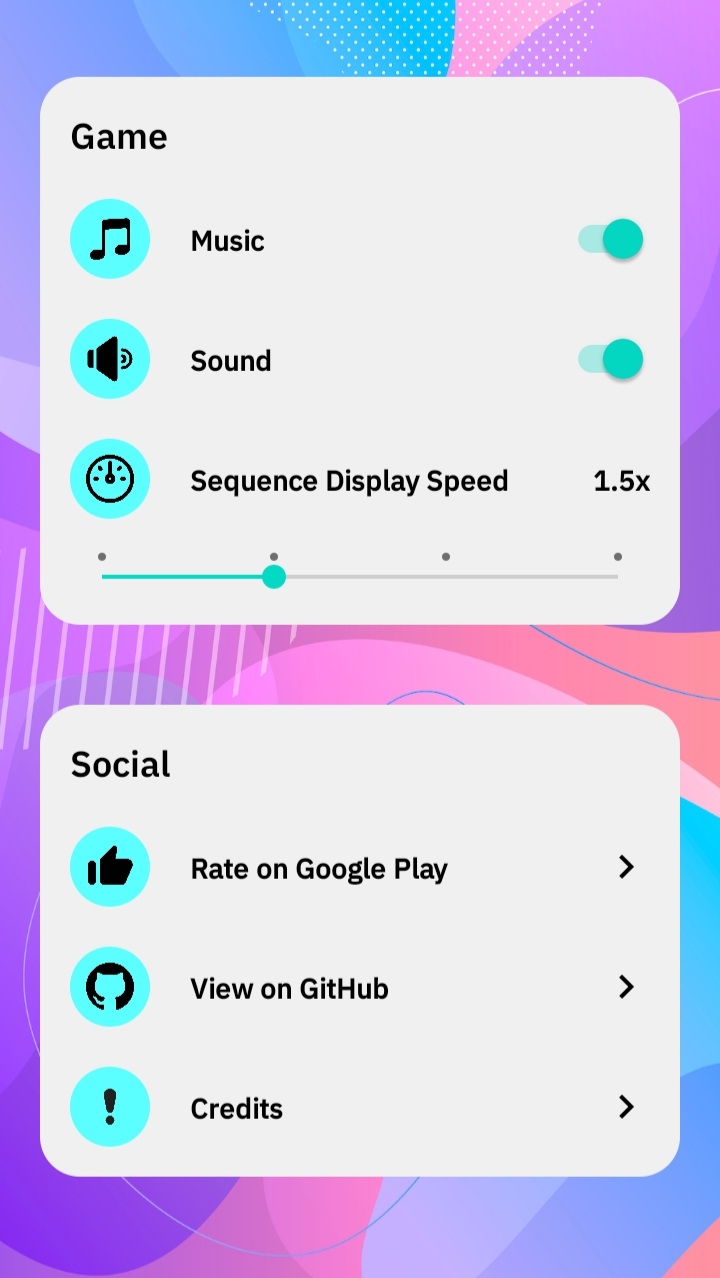 Game
Music
Sound
Sequence Display Speed 1.5x
Social
Rate on Google Play
View on GitHub
Credits